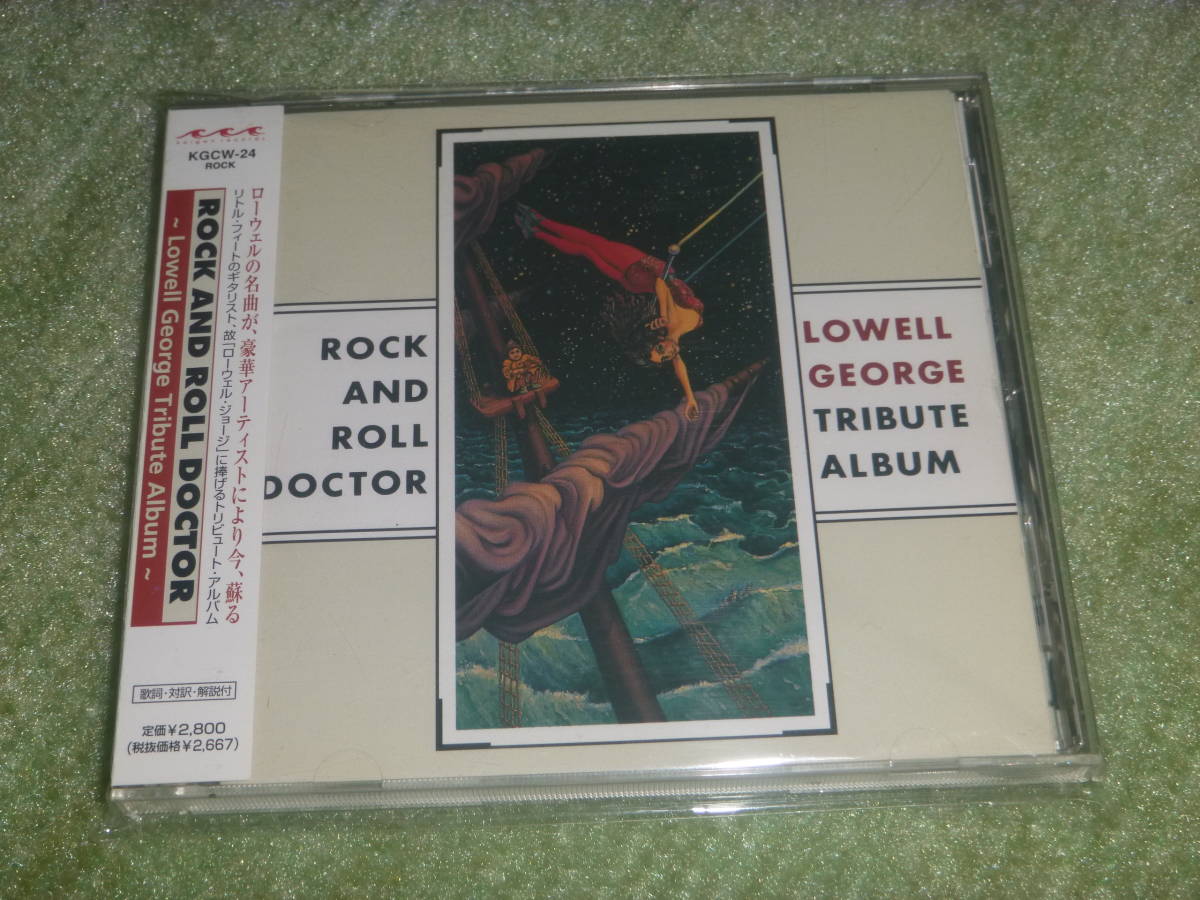 kaigan records
KGCW-24
ROCK
ローウェルの名曲が、豪華アーティストにより今、蘇る
リトル・フィートのギタリスト、故「ローウェル・ジョージ」に捧げるトリビュート・アルバム
ROCK AND ROLL DOCTOR
~ Lowell George Tribute Album ~
歌詞・対訳・解説付
定価¥2,800
(税抜価格¥2,667)
ROCK
AND
ROLL
DOCTOR
LOWELL
GEORGE
TRIBUTE
ALBUM